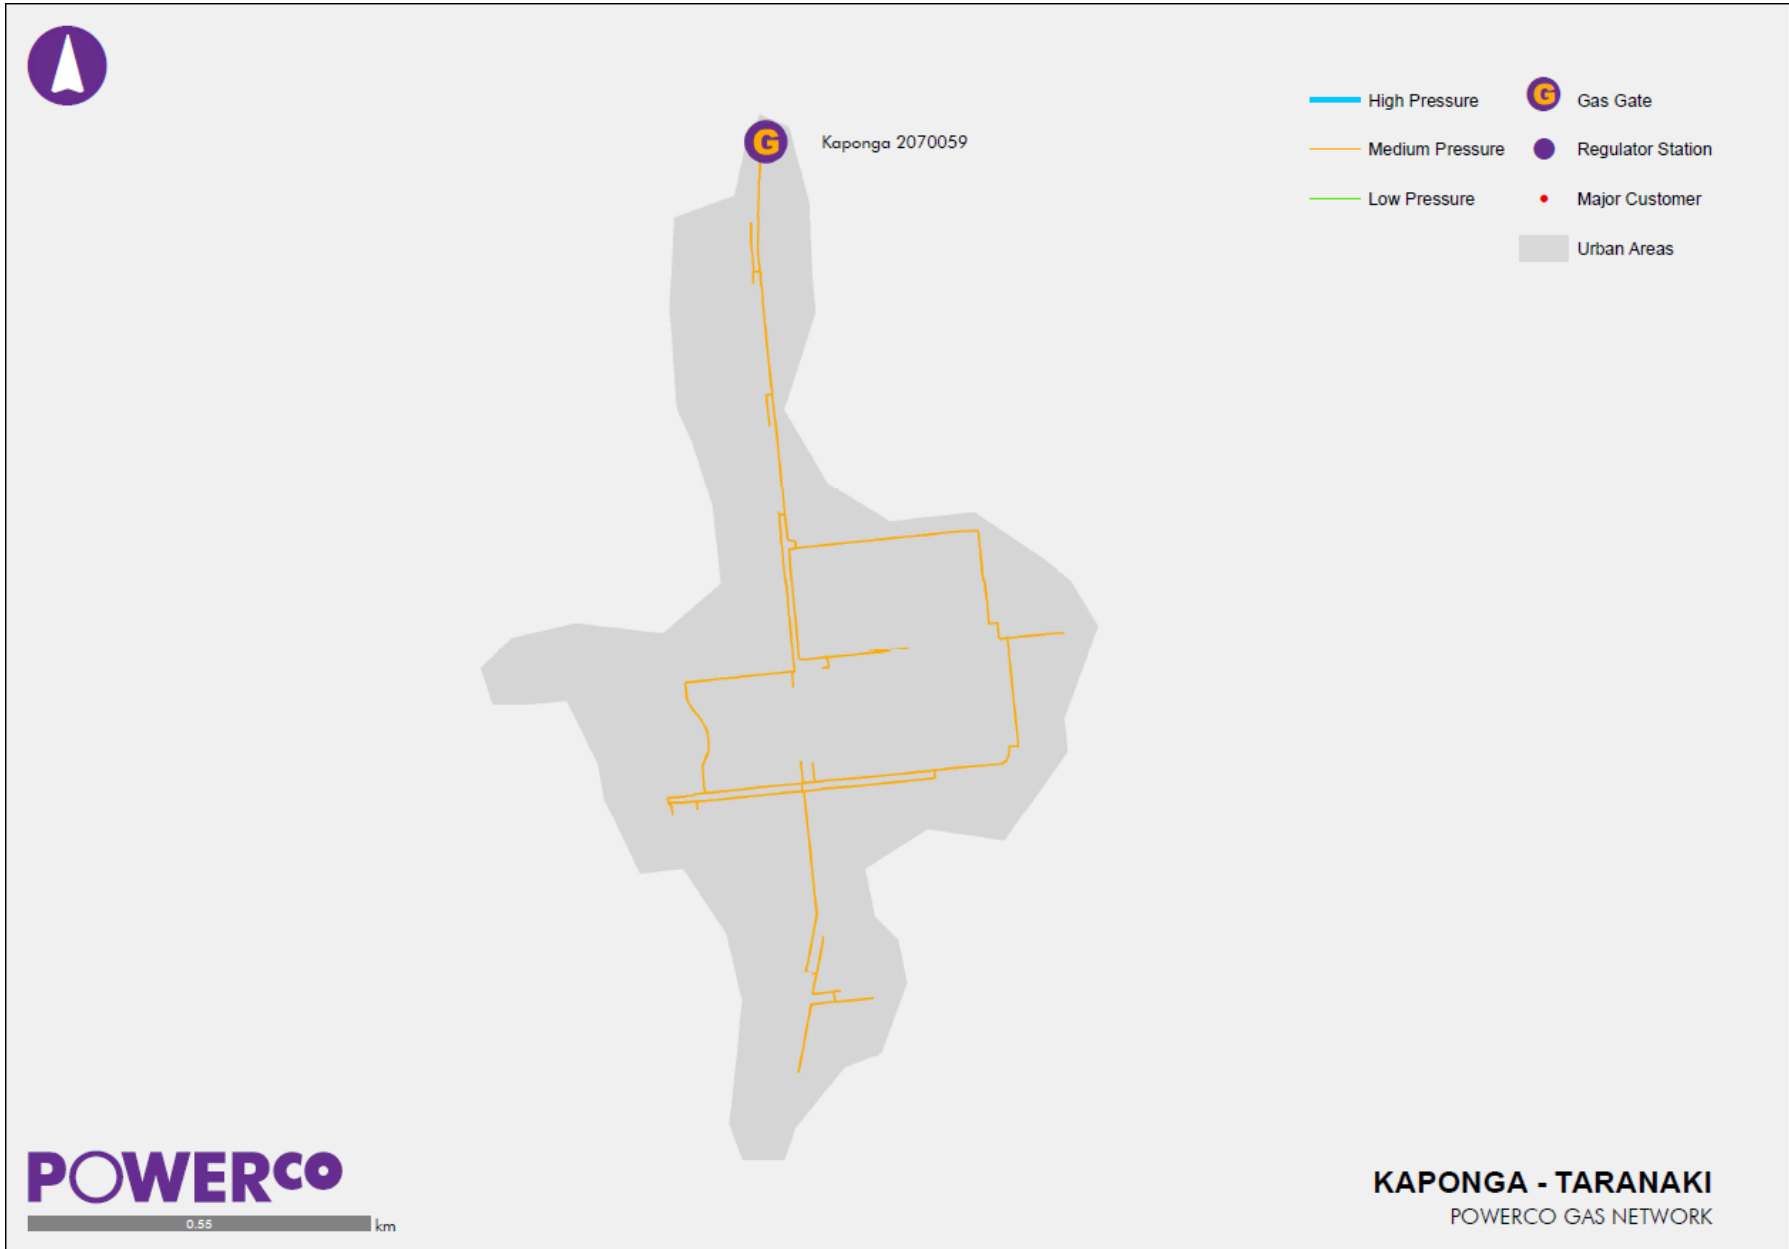 G Kaponga 2070059
High Pressure
G Gas Gate
Medium Pressure
Regulator Station
Low Pressure
Major Customer
Urban Areas
POWERCO
0.55 km
KAPONGA - TARANAKI
POWERCO GAS NETWORK